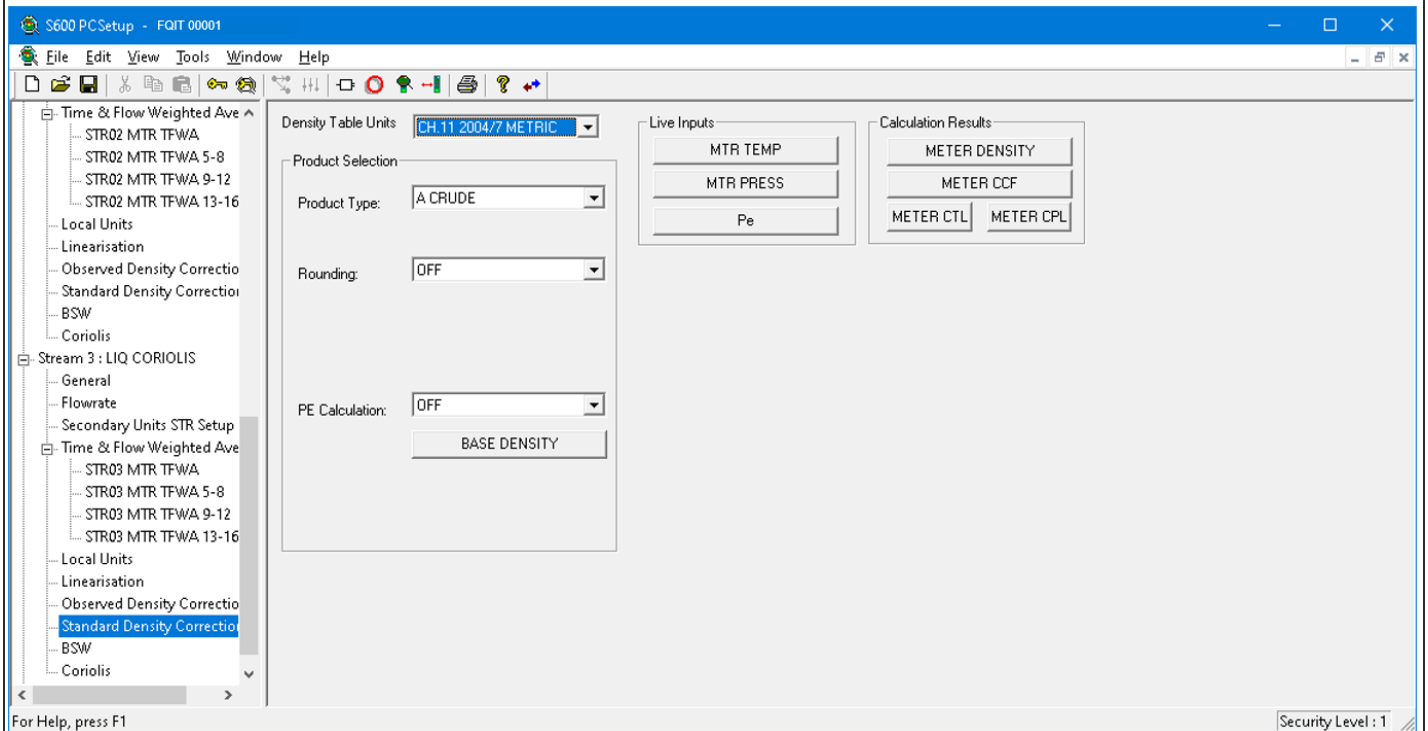 S600 PCSetup - FQIT 00001
File Edit View Tools Window Help
Time & Flow Weighted Ave
STR02 MTR TFWA
STR02 MTR TFWA 5-8
STR02 MTR TFWA 9-12
STR02 MTR TFWA 13-16
Local Units
Linearisation
Observed Density Correctio
Standard Density Correction
BSW
Coriolis
Stream 3 : LIQ CORIOLIS
General
Flowrate
Secondary Units STR Setup
Time & Flow Weighted Ave
STR03 MTR TFWA
STR03 MTR TFWA 5-8
STR03 MTR TFWA 9-12
STR03 MTR TFWA 13-16
Local Units
Linearisation
Observed Density Correctio
Standard Density Correction
BSW
Coriolis
Density Table Units CH.11 2004/7 METRIC
Product Selection
Product Type: A CRUDE
Rounding: OFF
PE Calculation: OFF
BASE DENSITY
Live Inputs
MTR TEMP
MTR PRESS
Pe
Calculation Results
METER DENSITY
METER CCF
METER CTL METER CPL
For Help, press F1
Security Level : 1